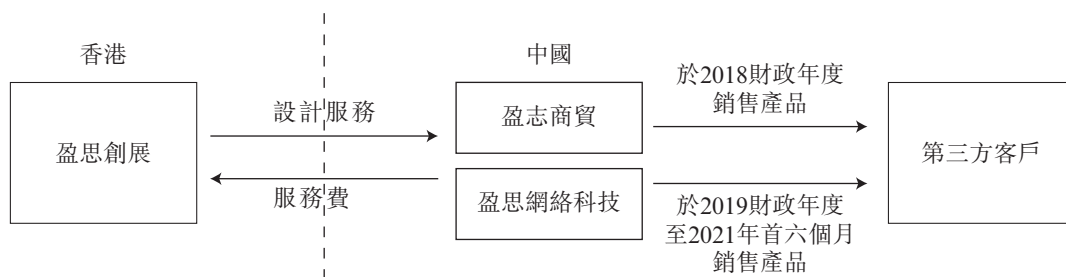 香港
中國
盈思創展
設計服務
服務費
盈志商貿
盈思網絡科技
於2018財政年度
銷售產品
於2019財政年度
至2021年首六個月
銷售產品
第三方客戶